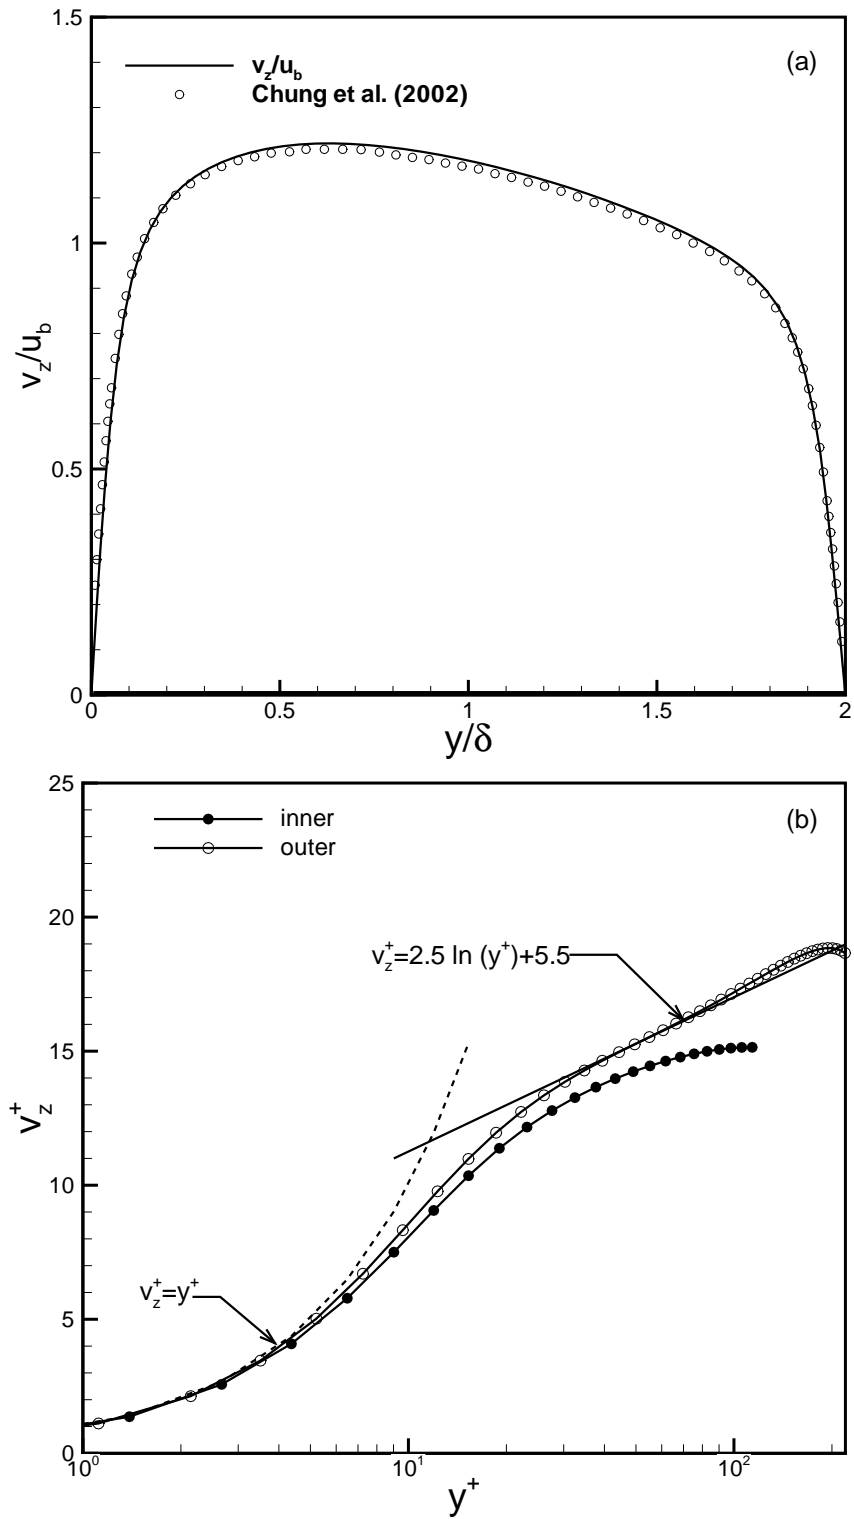 1.5
(a)
v_z/u_b
Chung et al. (2002)
1
v_z/u_b
0.5
0
0 0.5 1 1.5 2
y/δ
25
inner
(b)
outer
20
v_z^+=2.5 ln (y^+)+5.5
15
v_z^+
10
v_z^+=y^+
5
0
10^0 10^1 10^2
y^+